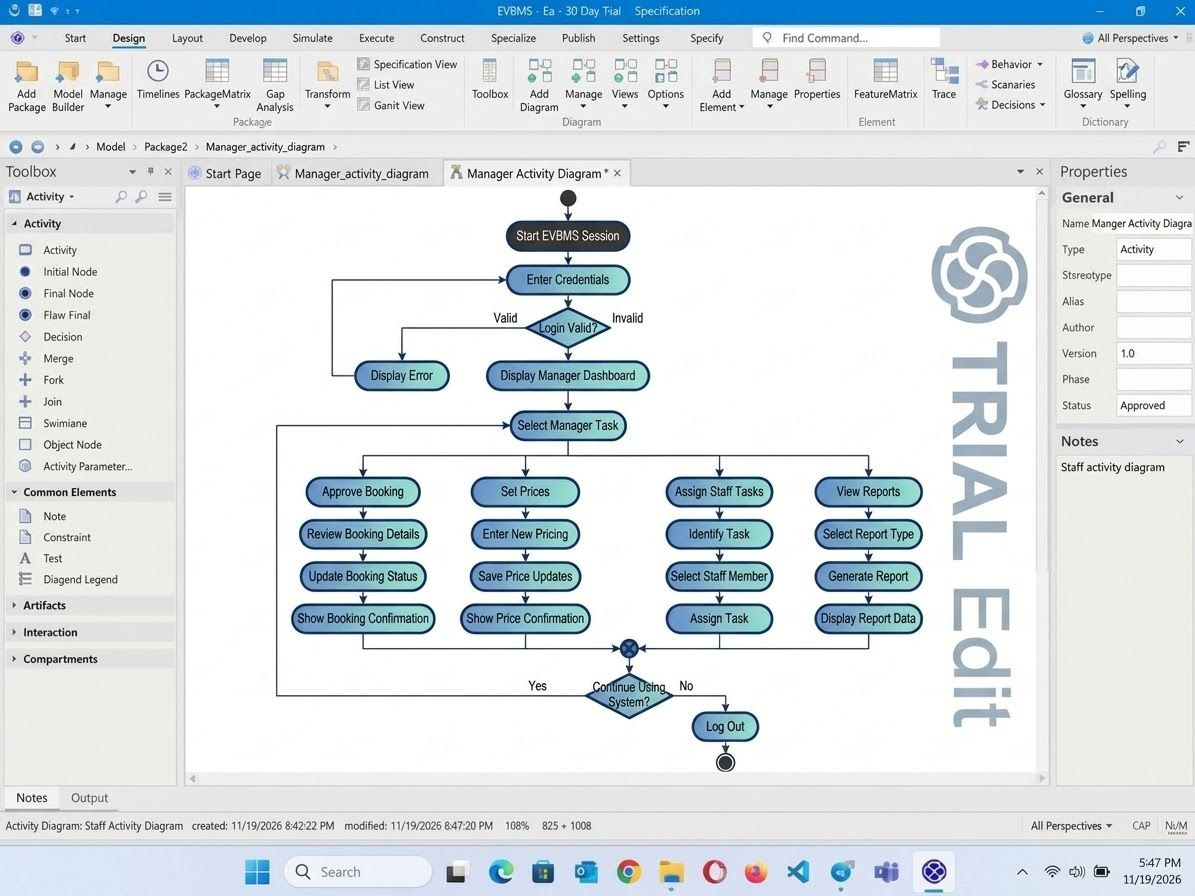 EVBMS - Ea - 30 Day Trial Specification
Start Design Layout Develop Simulate Execute Construct Specialize Publish Settings Specify Find Command... All Perspectives
Add Package
Model Builder
Manage
Timelines
PackageMatrix
Gap Analysis
Transform
Specification View
List View
Ganit View
Package
Toolbox
Add Diagram
Manage
Views
Options
Diagram
Add Element
Manage
Properties
FeatureMatrix
Element
Trace
Behavior
Scanaries
Decisions
Glossary
Spelling
Dictionary
Model Package2 Manager_activity_diagram
Toolbox
Activity
Activity
Activity
Initial Node
Final Node
Flaw Final
Decision
Merge
Fork
Join
Swimiane
Object Node
Activity Parameter...
Common Elements
Note
Constraint
Test
Diagend Legend
Artifacts
Interaction
Compartments
Start Page
Manager_activity_diagram
Manager Activity Diagram *
Start EVBMS Session
Enter Credentials
Valid
Login Valid?
Invalid
Display Error
Display Manager Dashboard
Select Manager Task
Approve Booking
Set Prices
Assign Staff Tasks
View Reports
Review Booking Details
Enter New Pricing
Identify Task
Select Report Type
Update Booking Status
Save Price Updates
Select Staff Member
Generate Report
Show Booking Confirmation
Show Price Confirmation
Assign Task
Display Report Data
Yes
Continue Using
System?
No
Log Out
TRIAL Edit
Properties
General
Name Manger Activity Diagra
Type Activity
Stsreotype
Alias
Author
Version 1.0
Phase
Status Approved
Notes
Staff activity diagram
Notes Output
Activity Diagram: Staff Activity Diagram created: 11/19/2026 8:42:22 PM modified: 11/19/2026 8:47:20 PM 108% 825 + 1008
All Perspectives CAP Ni/M
Search
5:47 PM
11/19/2026